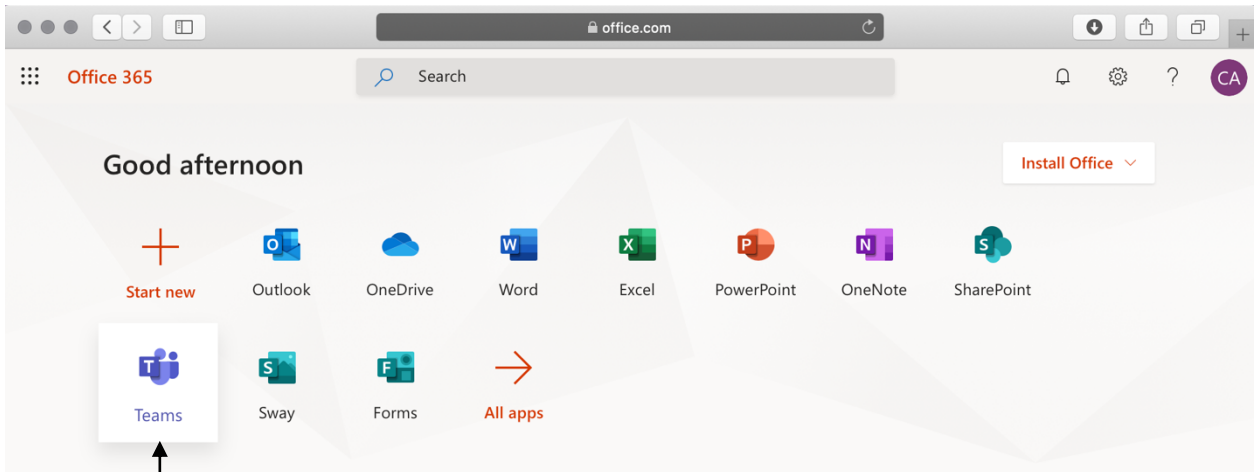 office.com
Office 365
Search
?
CA
Good afternoon
Install Office
O
W
X
P
N
S
Start new
Outlook
OneDrive
Word
Excel
PowerPoint
OneNote
SharePoint
T
S
F
Teams
Sway
Forms
All apps